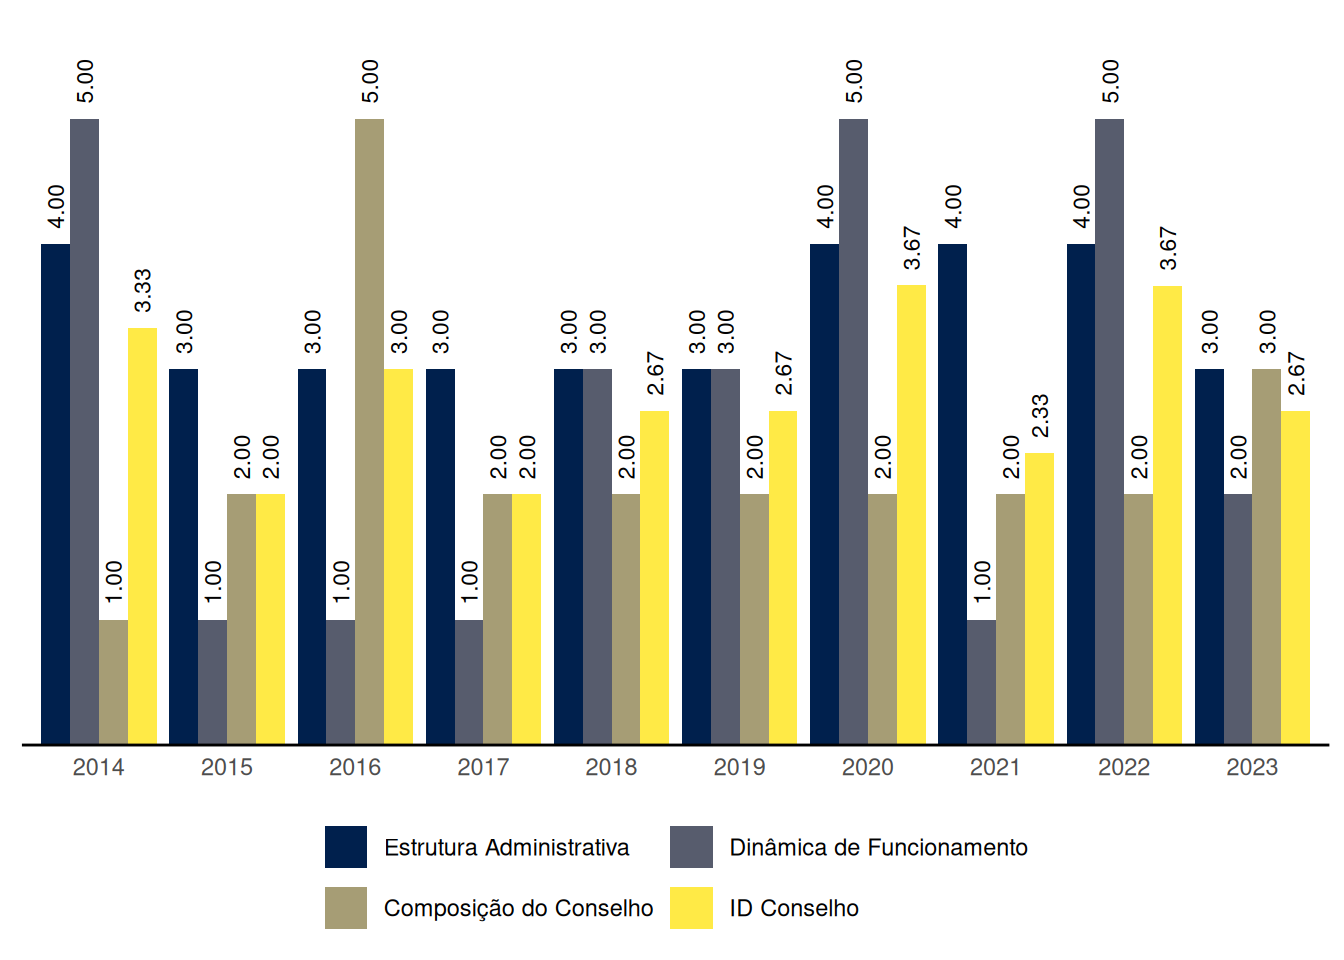 4.00 5.00 1.00 3.33 3.00 1.00 2.00 2.00 3.00 1.00 5.00 3.00 3.00 1.00 2.00 2.00 3.00 3.00 2.00 2.67 3.00 3.00 2.00 2.67 4.00 5.00 2.00 3.67 4.00 1.00 2.00 2.33 4.00 5.00 2.00 3.67 3.00 2.00 3.00 2.67
2014 2015 2016 2017 2018 2019 2020 2021 2022 2023
Estrutura Administrativa Dinâmica de Funcionamento
Composição do Conselho ID Conselho